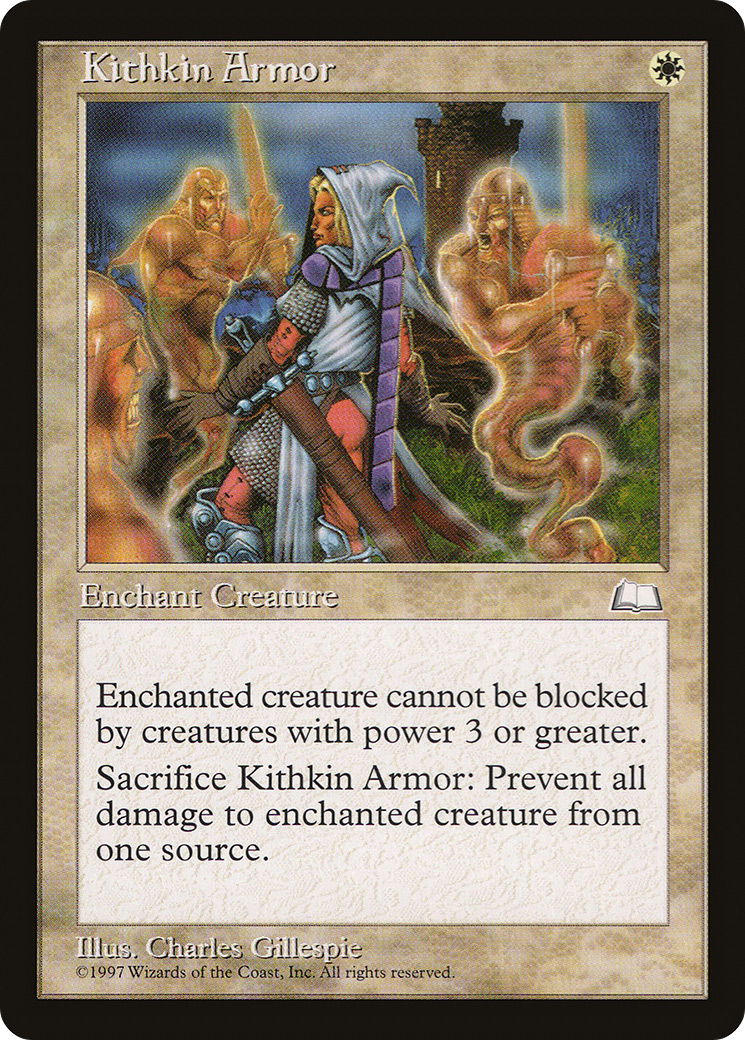 Kithkin Armor
Enchant Creature
Enchanted creature cannot be blocked
by creatures with power 3 or greater.
Sacrifice Kithkin Armor: Prevent all
damage to enchanted creature from
one source.
Illus. Charles Gillespie
©1997 Wizards of the Coast, Inc. All rights reserved.